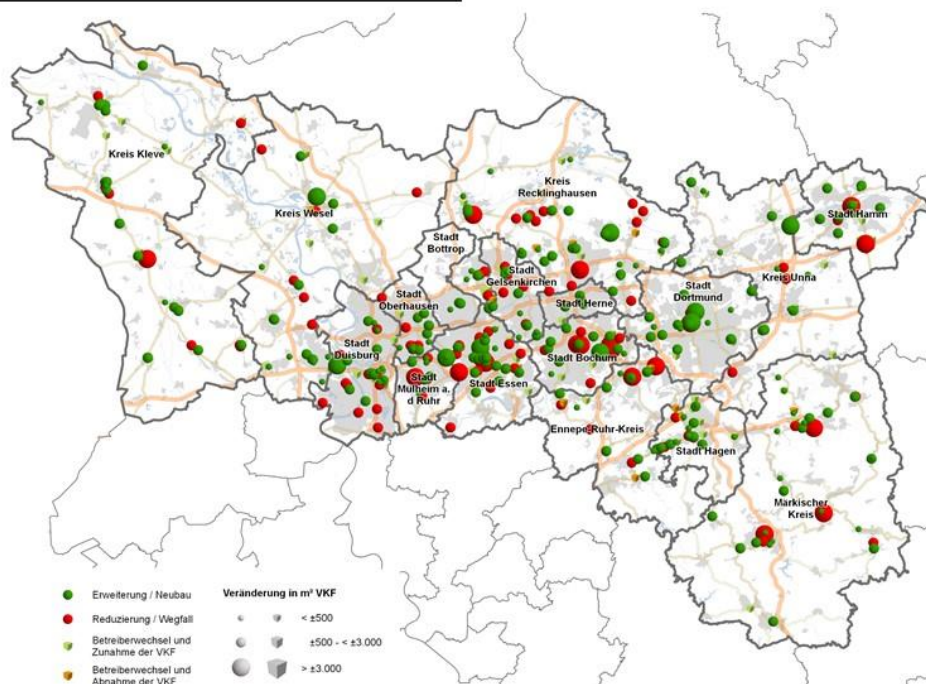 Kreis Kleve
Kreis Wesel
Kreis
Recklinghausen
Stadt Hamm
Stadt
Bottrop
Stadt
Gelsenkirchen
Kreis Unna
Stadt
Oberhausen
Stadt Herne
Stadt
Dortmund
Stadt
Duisburg
Stadt Bochum
Stadt
Mülheim a.
d Ruhr
Stadt Essen
Ennepe-Ruhr-Kreis
Stadt Hagen
Märkischer
Kreis
Erweiterung / Neubau
Reduzierung / Wegfall
Betreiberwechsel und
Zunahme der VKF
Betreiberwechsel und
Abnahme der VKF
Veränderung in m² VKF
< ±500
±500 - < ±3.000
> ±3.000